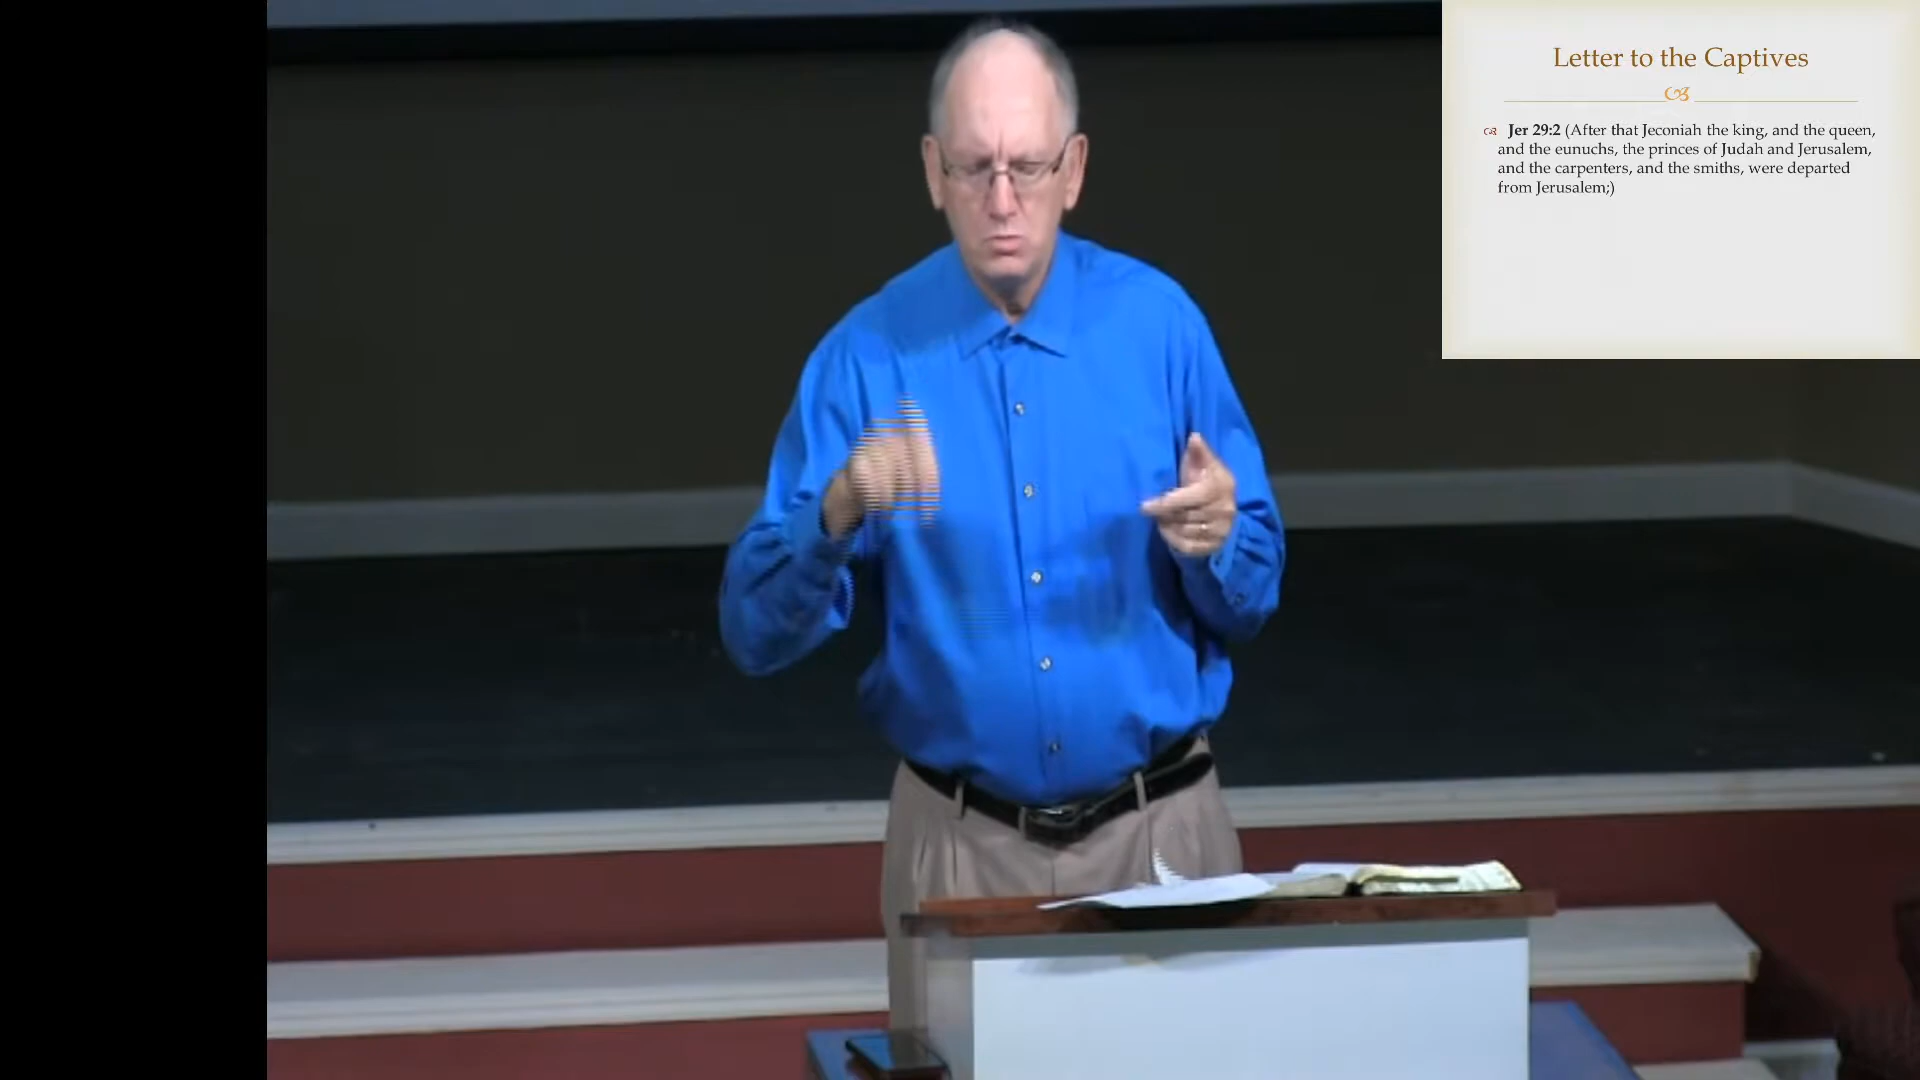 Letter to the Captives
Jer 29:2 (After that Jeconiah the king, and the queen,
and the eunuchs, the princes of Judah and Jerusalem,
and the carpenters, and the smiths, were departed
from Jerusalem;)